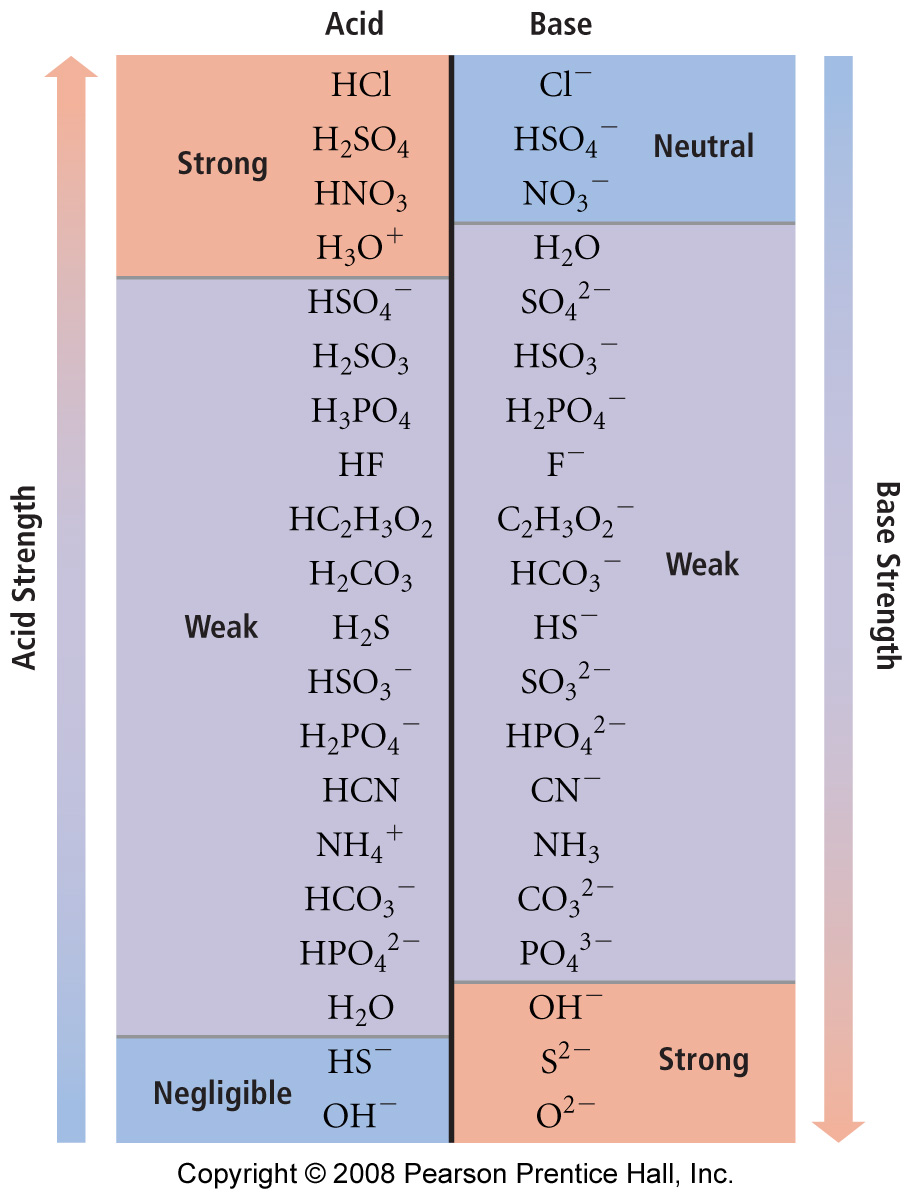 Acid Base
HCl Cl⁻
H₂SO₄ HSO₄⁻ Neutral
Strong
HNO₃ NO₃⁻
H₃O⁺ H₂O
HSO₄⁻ SO₄²⁻
H₂SO₃ HSO₃⁻
H₃PO₄ H₂PO₄⁻
HF F⁻
HC₂H₃O₂ C₂H₃O₂⁻
Weak
H₂CO₃ HCO₃⁻
Weak H₂S HS⁻
HSO₃⁻ SO₃²⁻
H₂PO₄⁻ HPO₄²⁻
HCN CN⁻
NH₄⁺ NH₃
HCO₃⁻ CO₃²⁻
HPO₄²⁻ PO₄³⁻
H₂O OH⁻
HS⁻ S²⁻ Strong
Negligible
OH⁻ O²⁻
Acid Strength
Base Strength
Copyright © 2008 Pearson Prentice Hall, Inc.